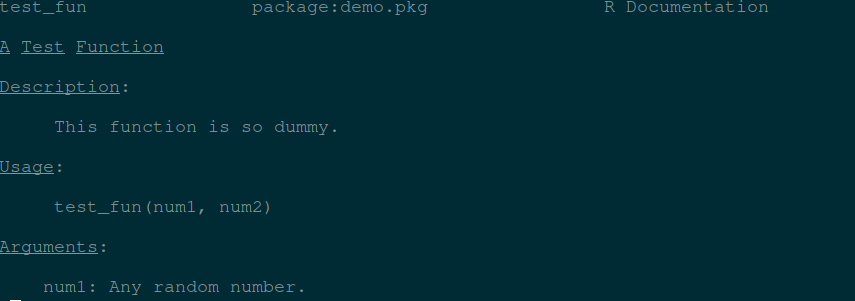 test_fun package:demo.pkg R Documentation
A Test Function
Description:
This function is so dummy.
Usage:
test_fun(num1, num2)
Arguments:
num1: Any random number.